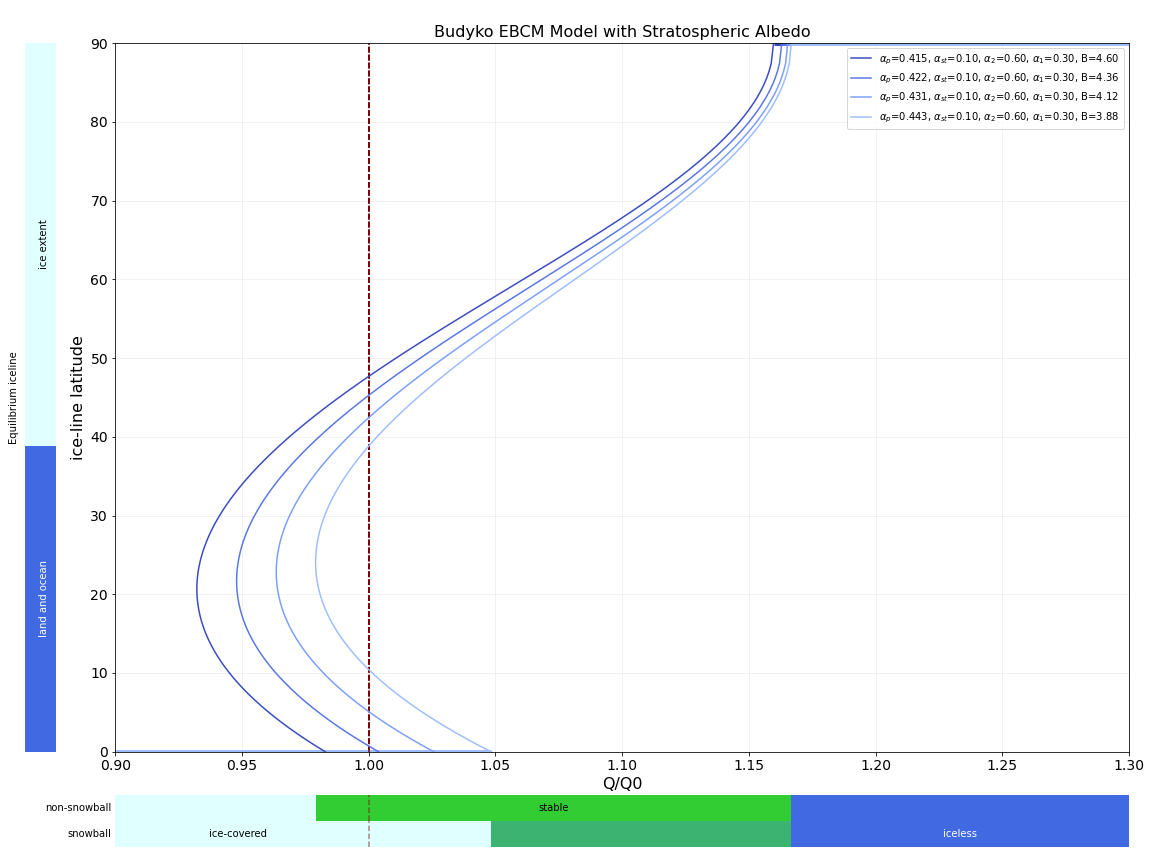 Budyko EBCM Model with Stratospheric Albedo
αp=0.415, αst=0.10, α2=0.60, α1=0.30, B=4.60
αp=0.422, αst=0.10, α2=0.60, α1=0.30, B=4.36
αp=0.431, αst=0.10, α2=0.60, α1=0.30, B=4.12
αp=0.443, αst=0.10, α2=0.60, α1=0.30, B=3.88
Equilibrium iceline
ice extent
land and ocean
ice-line latitude
90
80
70
60
50
40
30
20
10
0
0.90 0.95 1.00 1.05 1.10 1.15 1.20 1.25 1.30
Q/Q0
non-snowball stable
snowball ice-covered iceless